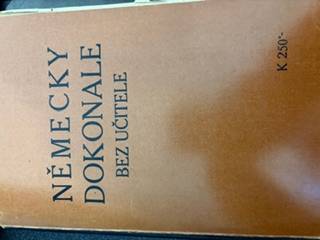 NĚMECKY
DOKONALE
BEZ UČITELE
K 250'-